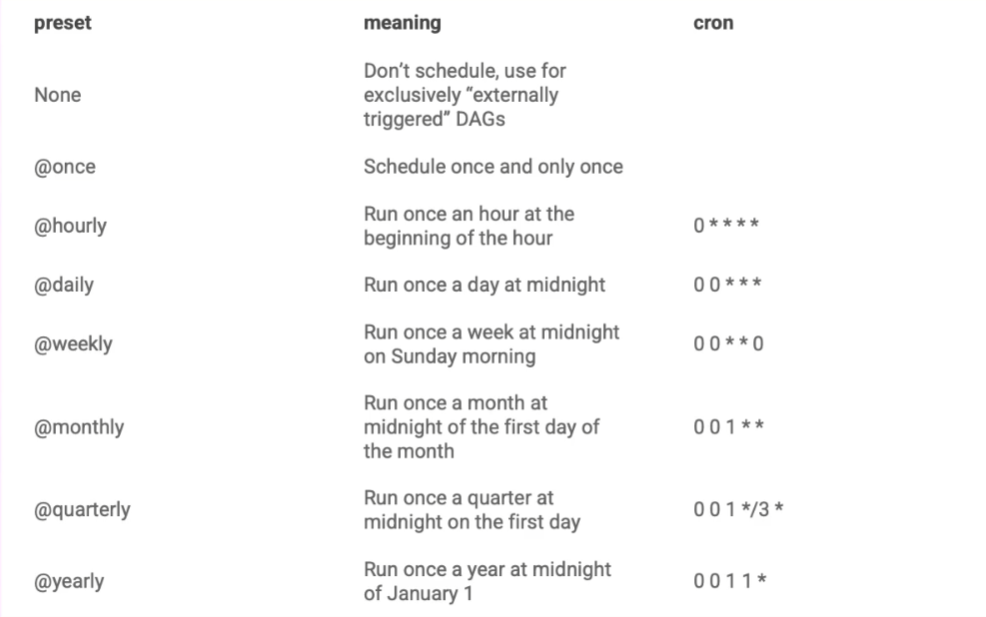 preset meaning cron
None Don’t schedule, use for
exclusively “externally
triggered” DAGs
@once Schedule once and only once
@hourly Run once an hour at the
beginning of the hour 0 * * * *
@daily Run once a day at midnight 0 0 * * *
@weekly Run once a week at midnight
on Sunday morning 0 0 * * 0
@monthly Run once a month at
midnight of the first day of
the month 0 0 1 * *
@quarterly Run once a quarter at
midnight on the first day 0 0 1 */3 *
@yearly Run once a year at midnight
of January 1 0 0 1 1 *